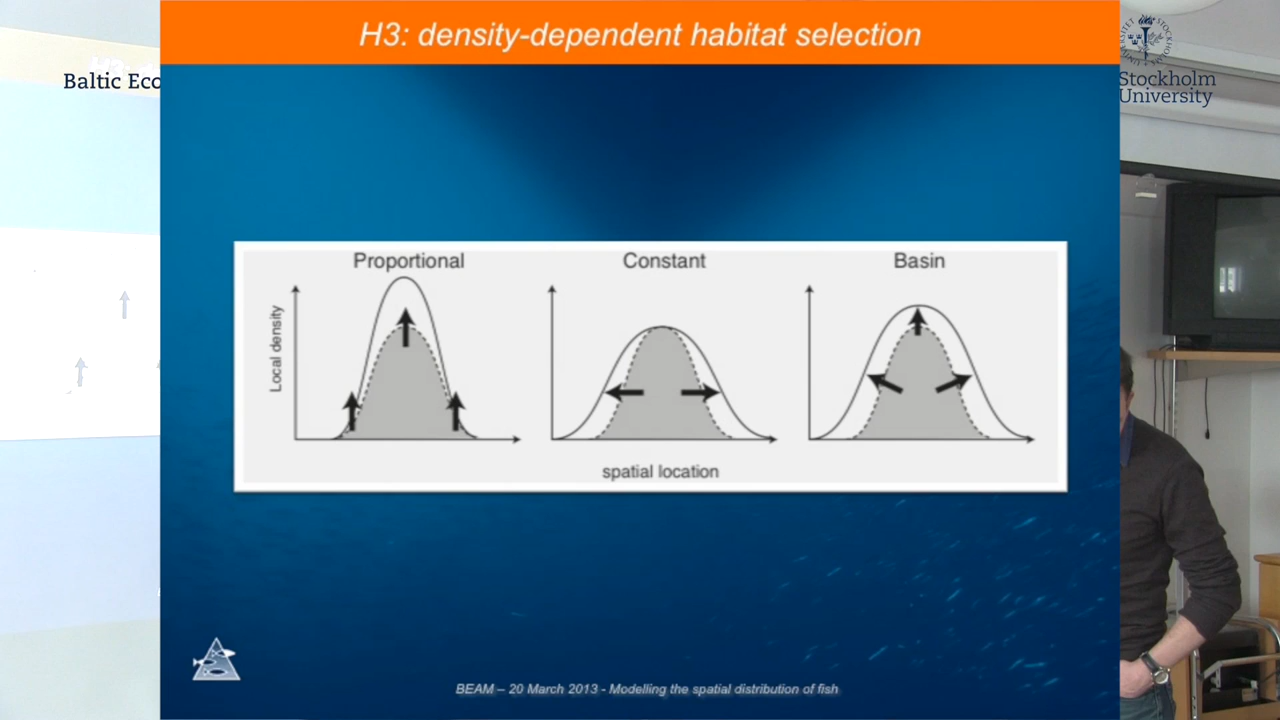 H3: density-dependent habitat selection
Baltic Eco
Stockholm
University
Proportional
Constant
Basin
Local density
spatial location
BEAM – 20 March 2013 - Modelling the spatial distribution of fish